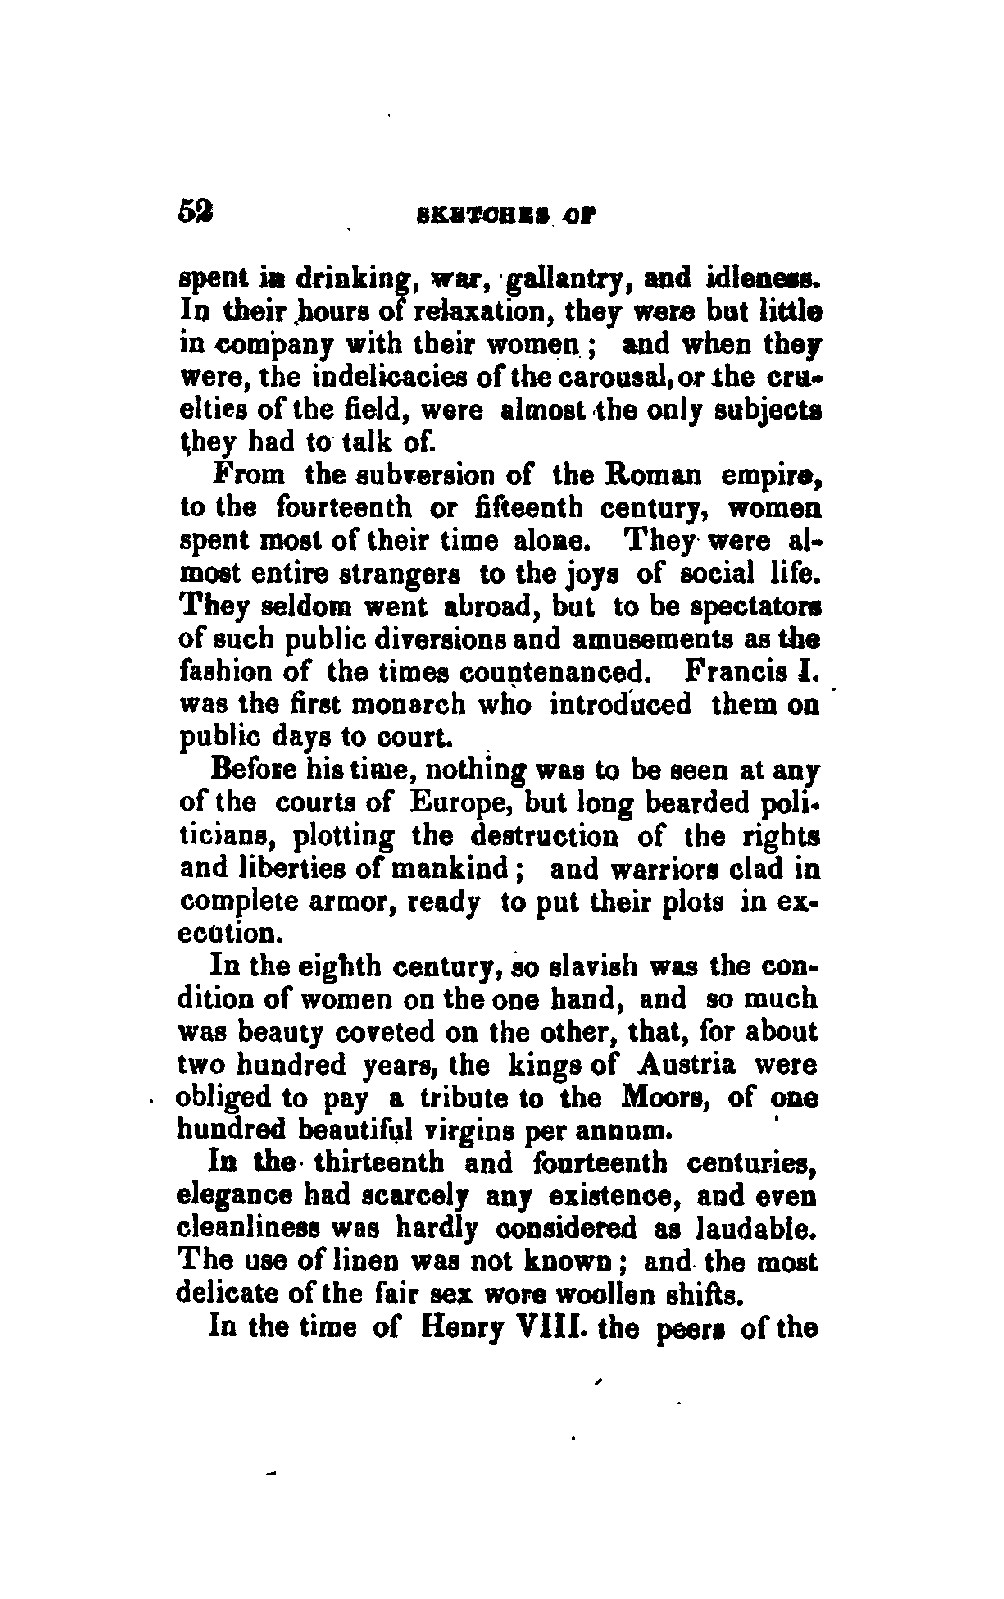 52 SKETCHES OF
spent in drinking, war, gallantry, and idleness.
In their hours of relaxation, they were but little
in company with their women; and when they
were, the indelicacies of the carousal, or the cru-
elties of the field, were almost the only subjects
they had to talk of.
From the subversion of the Roman empire,
to the fourteenth or fifteenth century, women
spent most of their time alone. They were al-
most entire strangers to the joys of social life.
They seldom went abroad, but to be spectators
of such public diversions and amusements as the
fashion of the times countenanced. Francis I.
was the first monarch who introduced them on
public days to court.
Before his time, nothing was to be seen at any
of the courts of Europe, but long bearded poli-
ticians, plotting the destruction of the rights
and liberties of mankind; and warriors clad in
complete armor, ready to put their plots in ex-
ecution.
In the eighth century, so slavish was the con-
dition of women on the one hand, and so much
was beauty coveted on the other, that, for about
two hundred years, the kings of Austria were
obliged to pay a tribute to the Moors, of one
hundred beautiful virgins per annum.
In the thirteenth and fourteenth centuries,
elegance had scarcely any existence, and even
cleanliness was hardly considered as laudable.
The use of linen was not known; and the most
delicate of the fair sex wore woollen shifts.
In the time of Henry VIII. the peers of the